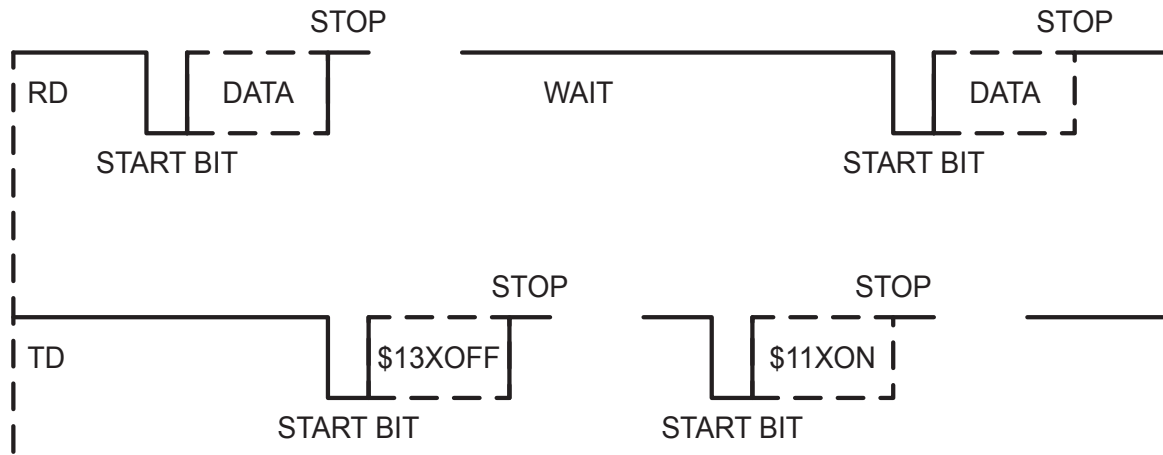 STOP STOP
RD DATA WAIT DATA
START BIT START BIT
STOP STOP
TD $13XOFF $11XON
START BIT START BIT